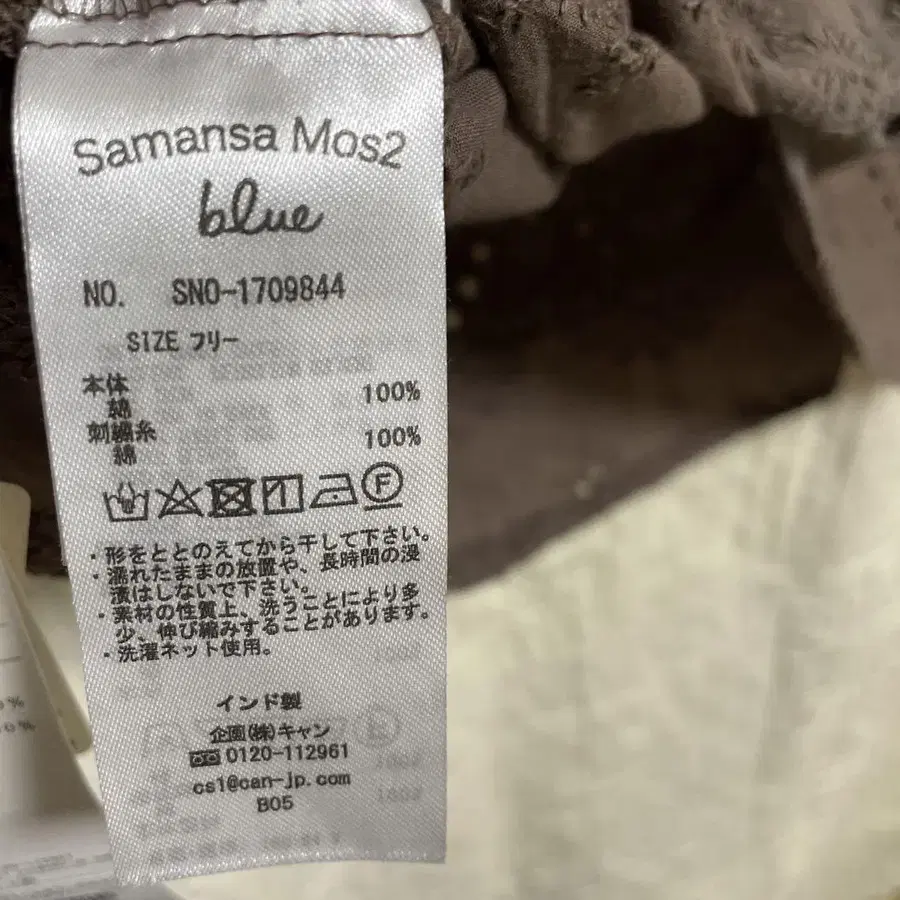 Samansa Mos2
blue
NO. SNO-1709844
SIZE フリー
本体
綿 100%
刺繍糸
綿 100%
F
・形をととのえてから干して下さい。
・濡れたままの放置や、長時間の浸
漬はしないで下さい。
・素材の性質上、洗うことにより多
少、伸び縮みすることがあります。
・洗濯ネット使用。
インド製
企画(株)キャン
0120-112961
cs1@can-jp.com
B05